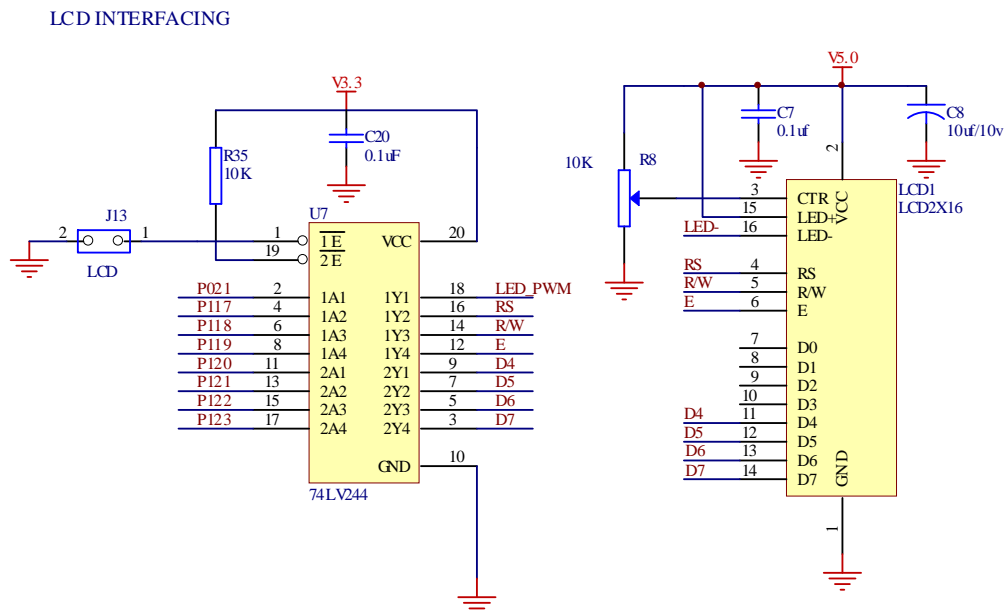 LCD INTERFACING
V3.3
C20
0.1uF
R35
10K
J13
2 1
LCD
U7
1 1E VCC 20
19 2E
P021 2 1A1 1Y1 18 LED_PWM
P117 4 1A2 1Y2 16 RS
P118 6 1A3 1Y3 14 R/W
P119 8 1A4 1Y4 12 E
P120 11 2A1 2Y1 9 D4
P121 13 2A2 2Y2 7 D5
P122 15 2A3 2Y3 5 D6
P123 17 2A4 2Y4 3 D7
GND 10
74LV244
V5.0
C7
0.1uf
C8
10uf/10v
10K R8
2
VCC
LCD1
LCD2X16
3 CTR
15 LED+
LED- 16 LED-
RS 4 RS
R/W 5 R/W
E 6 E
7 D0
8 D1
9 D2
10 D3
D4 11 D4
D5 12 D5
D6 13 D6
D7 14 D7
GND
1